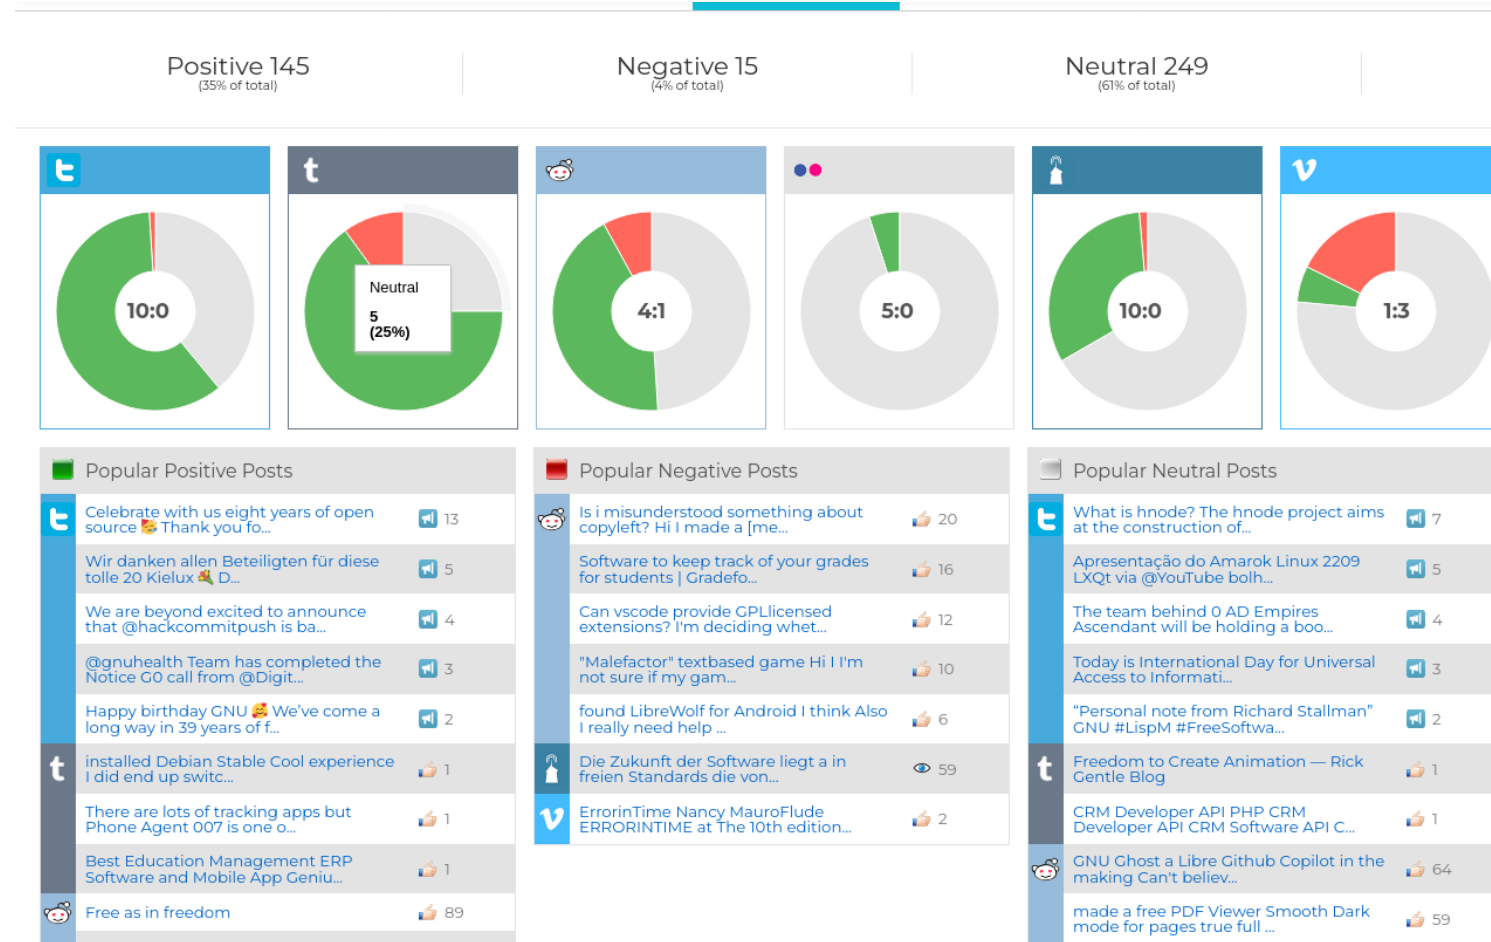 Positive 145
(35% of total)
Negative 15
(4% of total)
Neutral 249
(61% of total)
10:0
Neutral
5
(25%)
4:1
5:0
10:0
1:3
Popular Positive Posts
Celebrate with us eight years of open
source 🥳 Thank you fo...
13
Wir danken allen Beteiligten für diese
tolle 20 Kielux 💐 D...
5
We are beyond excited to announce
that @hackcommitpush is ba...
4
@gnuhealth Team has completed the
Notice G0 call from @Digit...
3
Happy birthday GNU 🥰 We've come a
long way in 39 years of f...
2
installed Debian Stable Cool experience
I did end up switc...
1
There are lots of tracking apps but
Phone Agent 007 is one o...
1
Best Education Management ERP
Software and Mobile App Geniu...
1
Free as in freedom
89
Popular Negative Posts
Is i misunderstood something about
copyleft? Hi I made a [me...
20
Software to keep track of your grades
for students | Gradefo...
16
Can vscode provide GPLlicensed
extensions? I'm deciding whet...
12
"Malefactor" textbased game Hi I I'm
not sure if my gam...
10
found LibreWolf for Android I think Also
I really need help ...
6
Die Zukunft der Software liegt a in
freien Standards die von...
59
ErrorinTime Nancy MauroFlude
ERRORINTIME at The 10th edition...
2
Popular Neutral Posts
What is hnode? The hnode project aims
at the construction of...
7
Apresentação do Amarok Linux 2209
LXQt via @YouTube bolh...
5
The team behind 0 AD Empires
Ascendant will be holding a boo...
4
Today is International Day for Universal
Access to Informati...
3
“Personal note from Richard Stallman”
GNU #LispM #FreeSoftwa...
2
Freedom to Create Animation — Rick
Gentle Blog
1
CRM Developer API PHP CRM
Developer API CRM Software API C...
1
GNU Ghost a Libre Github Copilot in the
making Can't believ...
64
made a free PDF Viewer Smooth Dark
mode for pages true full ...
59